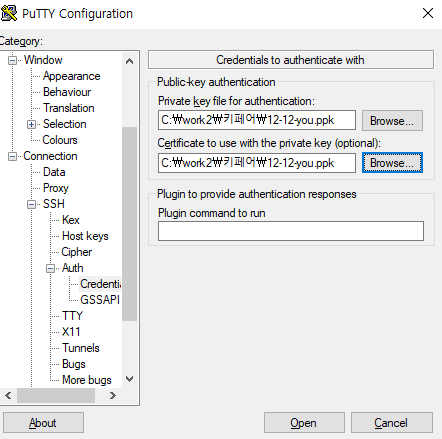 PuTTY Configuration
Category:
Window
Appearance
Behaviour
Translation
Selection
Colours
Connection
Data
Proxy
SSH
Kex
Host keys
Cipher
Auth
Credentia
GSSAPI
TTY
X11
Tunnels
Bugs
More bugs
Credentials to authenticate with
Public-key authentication
Private key file for authentication:
C:₩work2₩키페어₩12-12-you.ppk
Browse...
Certificate to use with the private key (optional):
C:₩work2₩키페어₩12-12-you.ppk
Browse...
Plugin to provide authentication responses
Plugin command to run
About
Open
Cancel